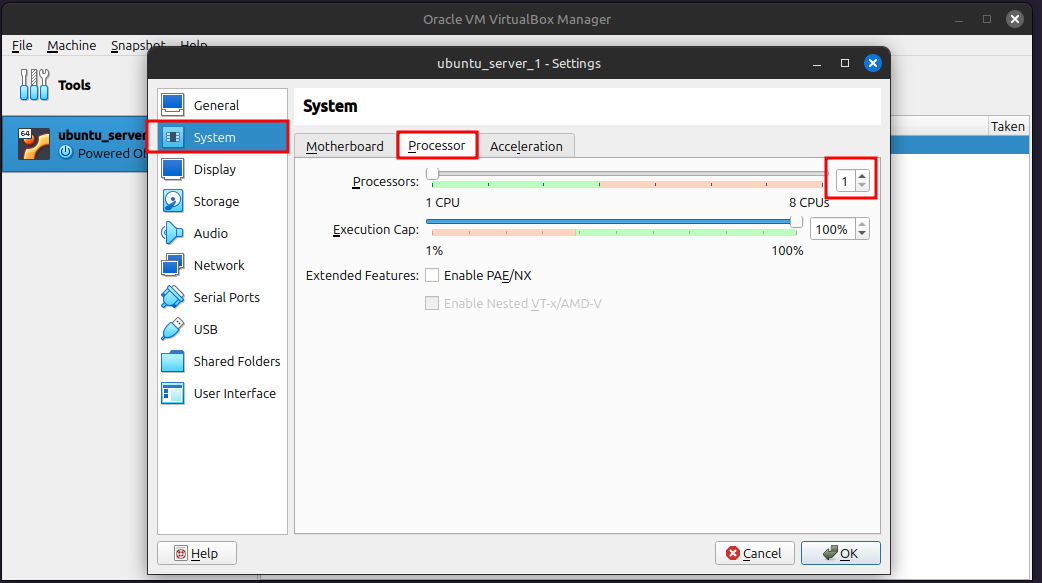 Oracle VM VirtualBox Manager
File Machine Snapshot Help
ubuntu_server_1 - Settings
Tools
64
ubuntu_server
Powered
Taken
General
System
Display
Storage
Audio
Network
Serial Ports
USB
Shared Folders
User Interface
System
Motherboard Processor Acceleration
Processors: 1
1 CPU 8 CPUs
Execution Cap: 100%
1% 100%
Extended Features: Enable PAE/NX
Enable Nested VT-x/AMD-V
Help Cancel OK